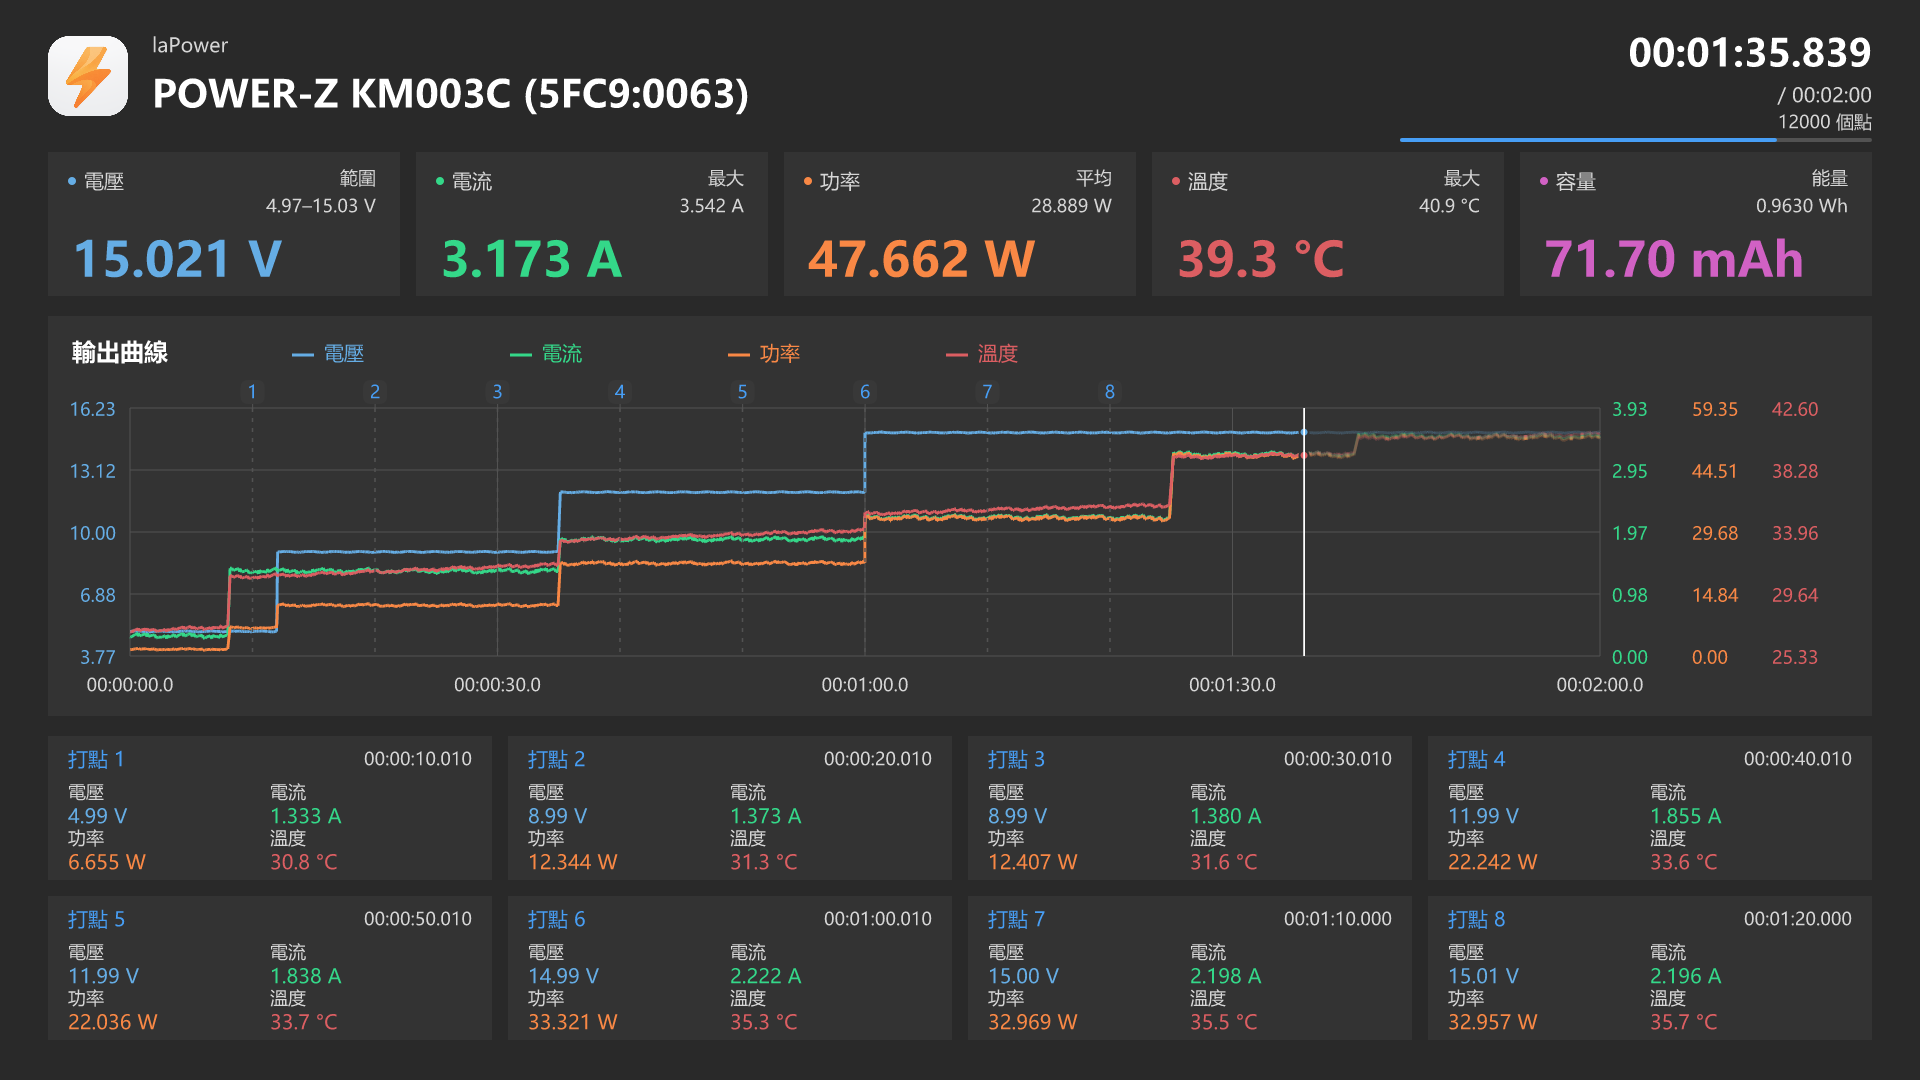 laPower
POWER-Z KM003C (5FC9:0063)
00:01:35.839
/ 00:02:00
12000 個點
電壓
範圍
4.97–15.03 V
15.021 V
電流
最大
3.542 A
3.173 A
功率
平均
28.889 W
47.662 W
溫度
最大
40.9 °C
39.3 °C
容量
能量
0.9630 Wh
71.70 mAh
輸出曲線 電壓 電流 功率 溫度
1 2 3 4 5 6 7 8
16.23 3.93 59.35 42.60
13.12 2.95 44.51 38.28
10.00 1.97 29.68 33.96
6.88 0.98 14.84 29.64
3.77 0.00 0.00 25.33
00:00:00.0 00:00:30.0 00:01:00.0 00:01:30.0 00:02:00.0
打點 1 00:00:10.010
電壓 電流
4.99 V 1.333 A
功率 溫度
6.655 W 30.8 °C
打點 2 00:00:20.010
電壓 電流
8.99 V 1.373 A
功率 溫度
12.344 W 31.3 °C
打點 3 00:00:30.010
電壓 電流
8.99 V 1.380 A
功率 溫度
12.407 W 31.6 °C
打點 4 00:00:40.010
電壓 電流
11.99 V 1.855 A
功率 溫度
22.242 W 33.6 °C
打點 5 00:00:50.010
電壓 電流
11.99 V 1.838 A
功率 溫度
22.036 W 33.7 °C
打點 6 00:01:00.010
電壓 電流
14.99 V 2.222 A
功率 溫度
33.321 W 35.3 °C
打點 7 00:01:10.000
電壓 電流
15.00 V 2.198 A
功率 溫度
32.969 W 35.5 °C
打點 8 00:01:20.000
電壓 電流
15.01 V 2.196 A
功率 溫度
32.957 W 35.7 °C